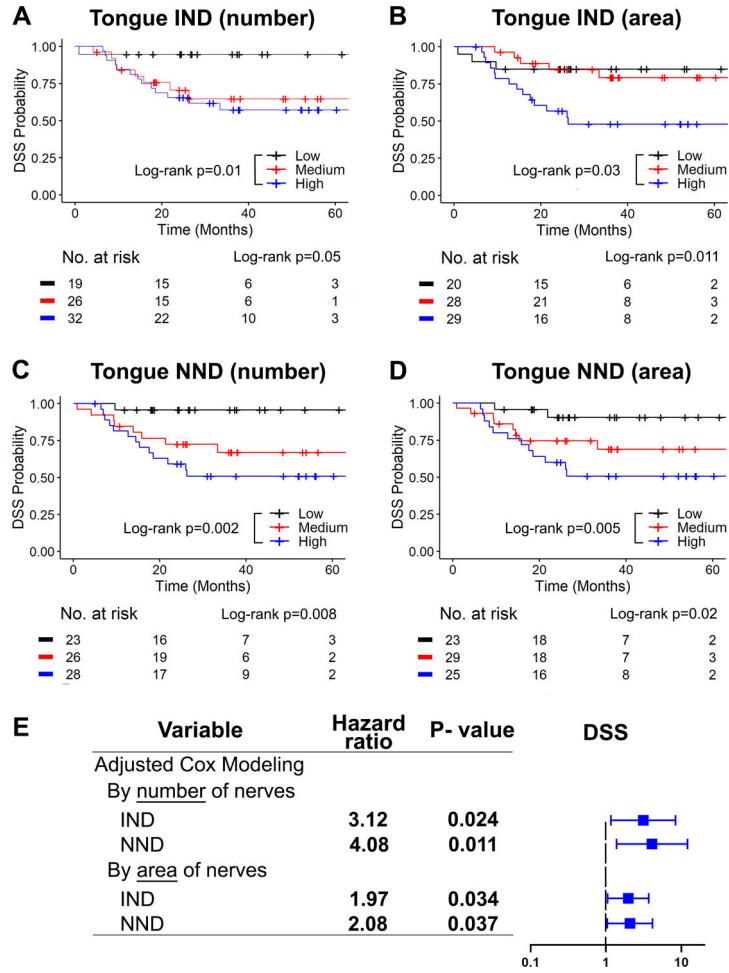 A Tongue IND (number)
1.00
0.75
0.50
0.25
0.00
DSS Probability
Log-rank p=0.01
Low
Medium
High
0 20 40 60
Time (Months)
No. at risk Log-rank p=0.05
19 15 6 3
26 15 6 1
32 22 10 3
B Tongue IND (area)
1.00
0.75
0.50
0.25
0.00
DSS Probability
Log-rank p=0.03
Low
Medium
High
0 20 40 60
Time (Months)
No. at risk Log-rank p=0.011
20 15 6 2
28 21 8 3
29 16 8 2
C Tongue NND (number)
1.00
0.75
0.50
0.25
0.00
DSS Probability
Log-rank p=0.002
Low
Medium
High
0 20 40 60
Time (Months)
No. at risk Log-rank p=0.008
23 16 7 3
26 19 6 2
28 17 9 2
D Tongue NND (area)
1.00
0.75
0.50
0.25
0.00
DSS Probability
Log-rank p=0.005
Low
Medium
High
0 20 40 60
Time (Months)
No. at risk Log-rank p=0.02
23 18 7 2
29 18 7 3
25 16 8 2
E
Variable Hazard ratio P- value DSS
Adjusted Cox Modeling
By number of nerves
IND 3.12 0.024
NND 4.08 0.011
By area of nerves
IND 1.97 0.034
NND 2.08 0.037
0.1 1 10